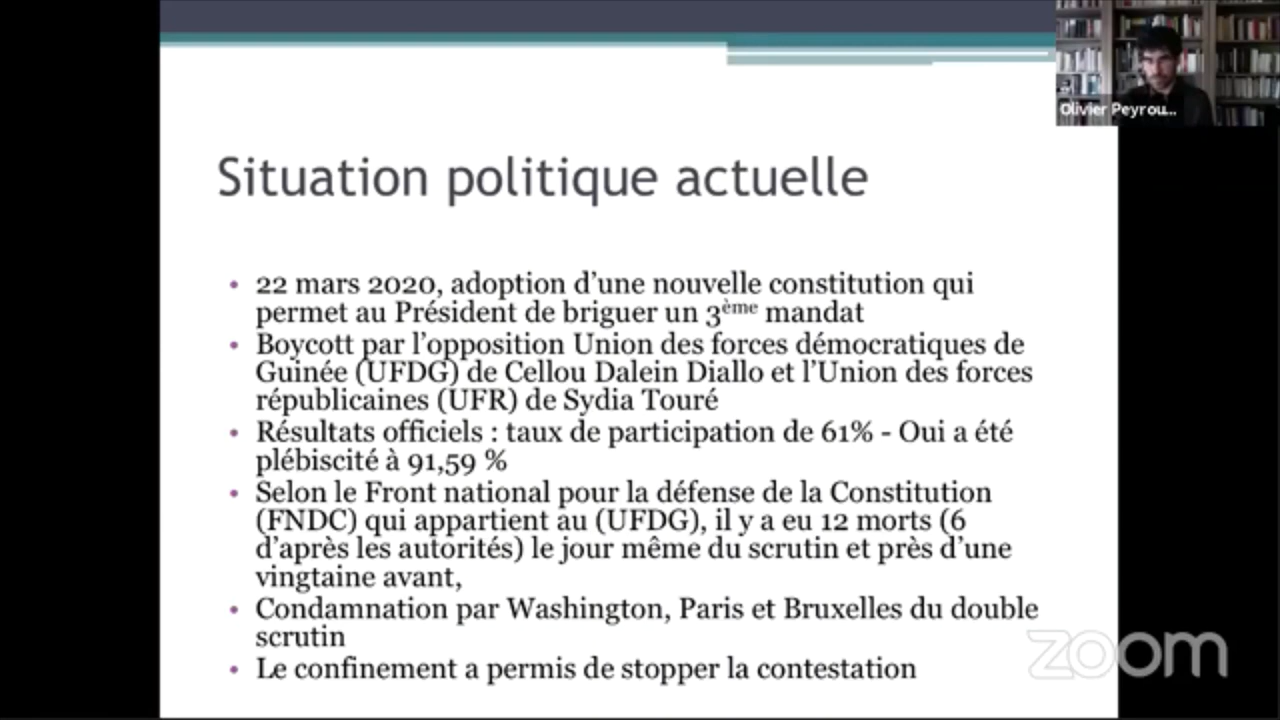 Olivier Peyrou...
Situation politique actuelle
• 22 mars 2020, adoption d'une nouvelle constitution qui
permet au Président de briguer un 3ème mandat
• Boycott par l'opposition Union des forces démocratiques de
Guinée (UFDG) de Cellou Dalein Diallo et l'Union des forces
républicaines (UFR) de Sydia Touré
• Résultats officiels : taux de participation de 61% - Oui a été
plébiscité à 91,59 %
• Selon le Front national pour la défense de la Constitution
(FNDC) qui appartient au (UFDG), il y a eu 12 morts (6
d'après les autorités) le jour même du scrutin et près d'une
vingtaine avant,
• Condamnation par Washington, Paris et Bruxelles du double
scrutin
• Le confinement a permis de stopper la contestation
zoom